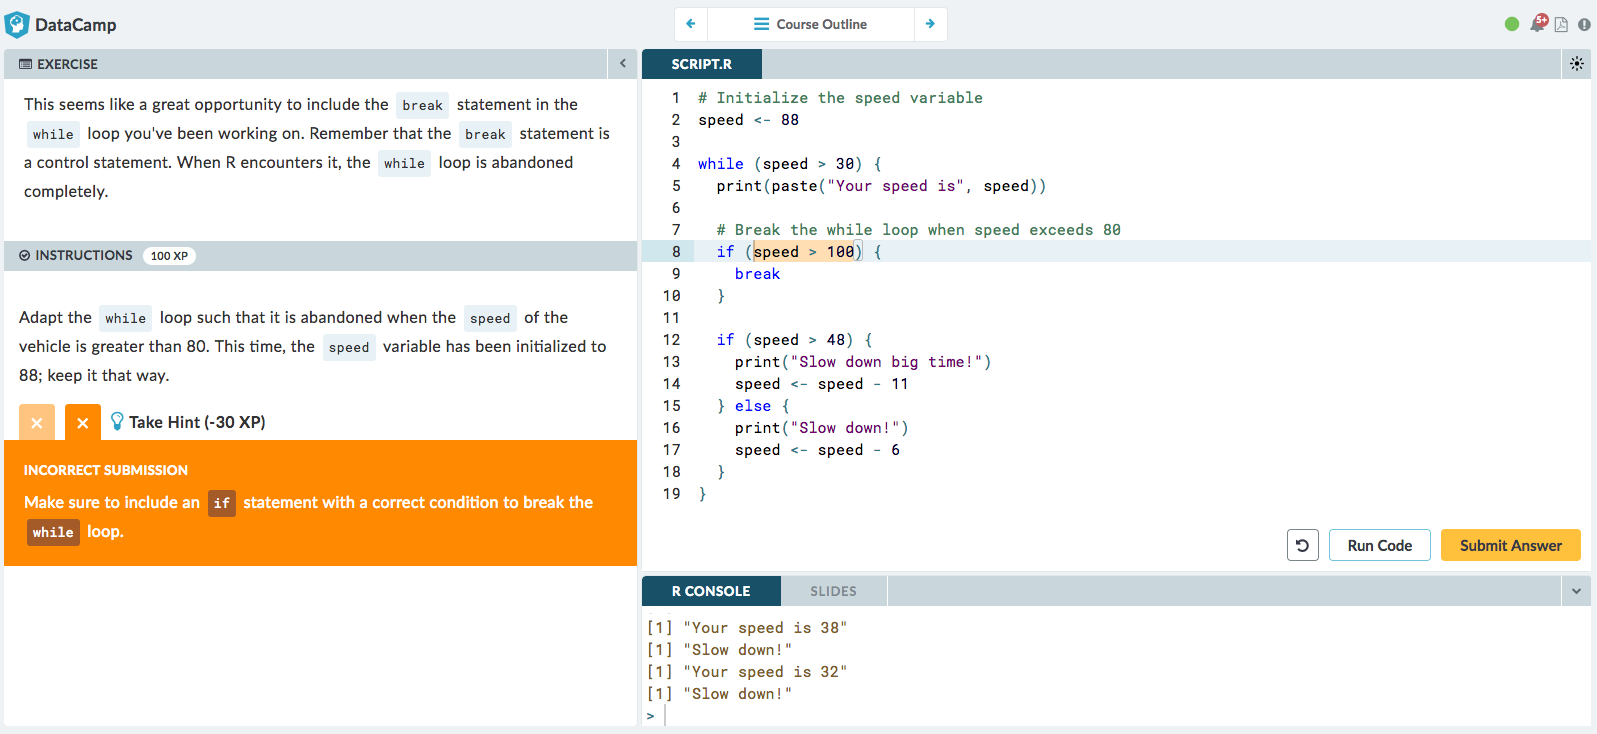 DataCamp
Course Outline
5+
EXERCISE
This seems like a great opportunity to include the break statement in the
while loop you've been working on. Remember that the break statement is
a control statement. When R encounters it, the while loop is abandoned
completely.
INSTRUCTIONS 100 XP
Adapt the while loop such that it is abandoned when the speed of the
vehicle is greater than 80. This time, the speed variable has been initialized to
88; keep it that way.
Take Hint (-30 XP)
INCORRECT SUBMISSION
Make sure to include an if statement with a correct condition to break the
while loop.
SCRIPT.R
1 # Initialize the speed variable
2 speed <- 88
3
4 while (speed > 30) {
5   print(paste("Your speed is", speed))
6
7   # Break the while loop when speed exceeds 80
8   if (speed > 100) {
9     break
10   }
11
12   if (speed > 48) {
13     print("Slow down big time!")
14     speed <- speed - 11
15   } else {
16     print("Slow down!")
17     speed <- speed - 6
18   }
19 }
Run Code
Submit Answer
R CONSOLE
SLIDES
[1] "Your speed is 38"
[1] "Slow down!"
[1] "Your speed is 32"
[1] "Slow down!"
>